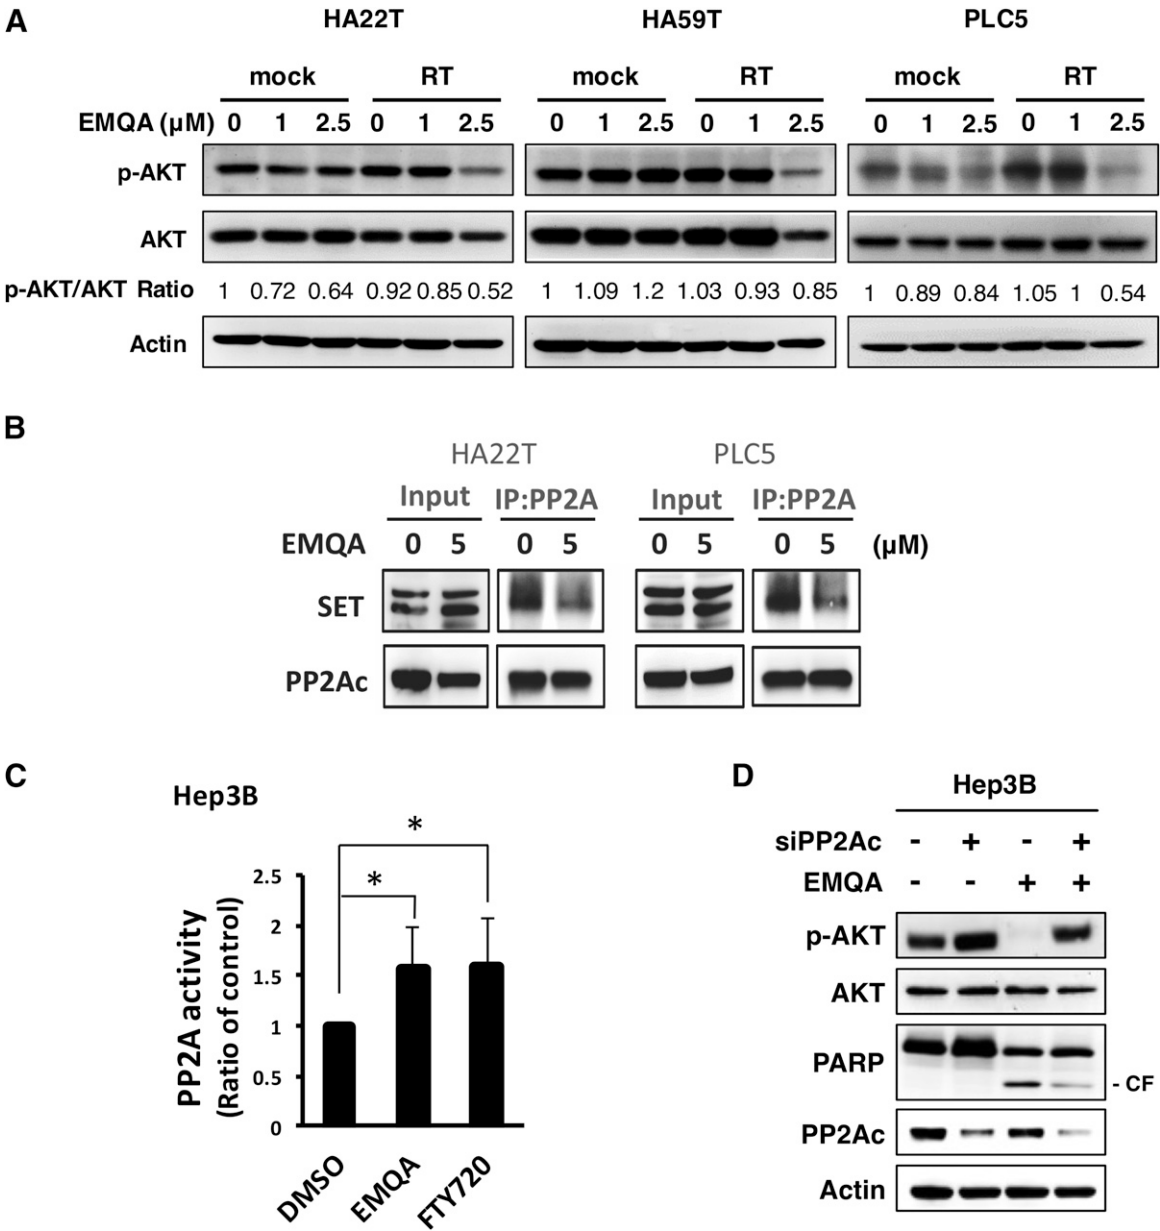 A
HA22T HA59T PLC5
mock RT mock RT mock RT
EMQA (µM) 0 1 2.5 0 1 2.5 0 1 2.5 0 1 2.5 0 1 2.5 0 1 2.5
p-AKT
AKT
p-AKT/AKT Ratio 1 0.72 0.64 0.92 0.85 0.52 1 1.09 1.2 1.03 0.93 0.85 1 0.89 0.84 1.05 1 0.54
Actin
B
HA22T PLC5
Input IP:PP2A Input IP:PP2A
EMQA 0 5 0 5 0 5 0 5 (µM)
SET
PP2Ac
C
Hep3B
*
*
PP2A activity
(Ratio of control)
2.5
2
1.5
1
0.5
0
DMSO
EMQA
FTY720
D
Hep3B
siPP2Ac - + - +
EMQA - - + +
p-AKT
AKT
PARP
- CF
PP2Ac
Actin